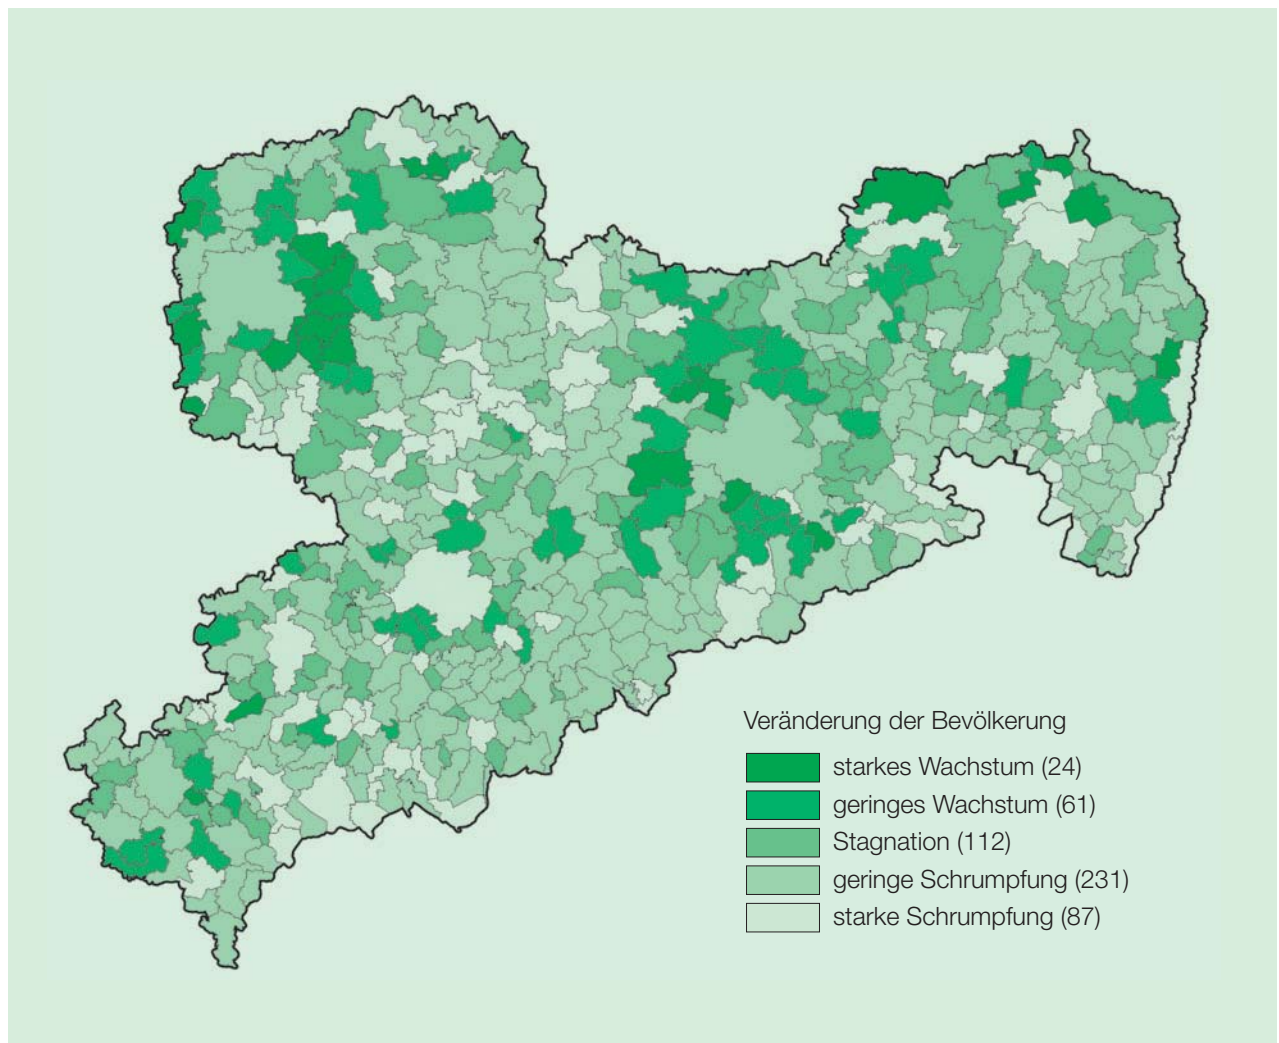 Veränderung der Bevölkerung
starkes Wachstum (24)
geringes Wachstum (61)
Stagnation (112)
geringe Schrumpfung (231)
starke Schrumpfung (87)